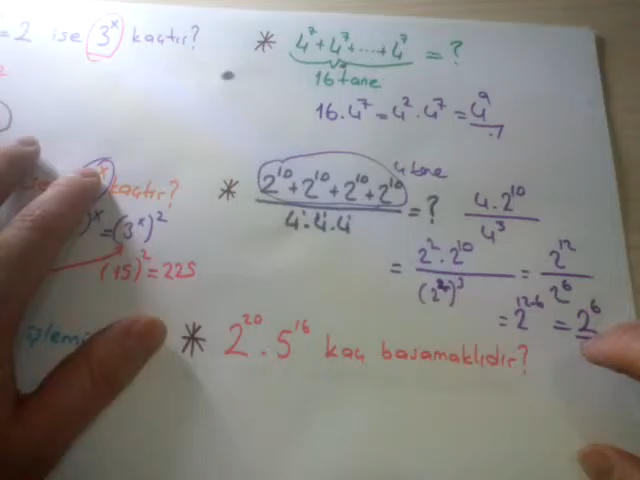 =2 ise 3^x kaçtır?
* 4^7+4^7+....+4^7 = ?
16 tane
16.4^7=4^2.4^7=4^9
kaçtır?
)^x=(3^x)^2
(15)^2=225
4 tane
* 2^10+2^10+2^10+2^10 / 4.4.4 = ? 4.2^10 / 4^3
= 2^2.2^10 / (2^2)^3 = 2^12 / 2^6
= 2^12-6 = 2^6
* 2^20.5^16 kaç basamaklıdır?